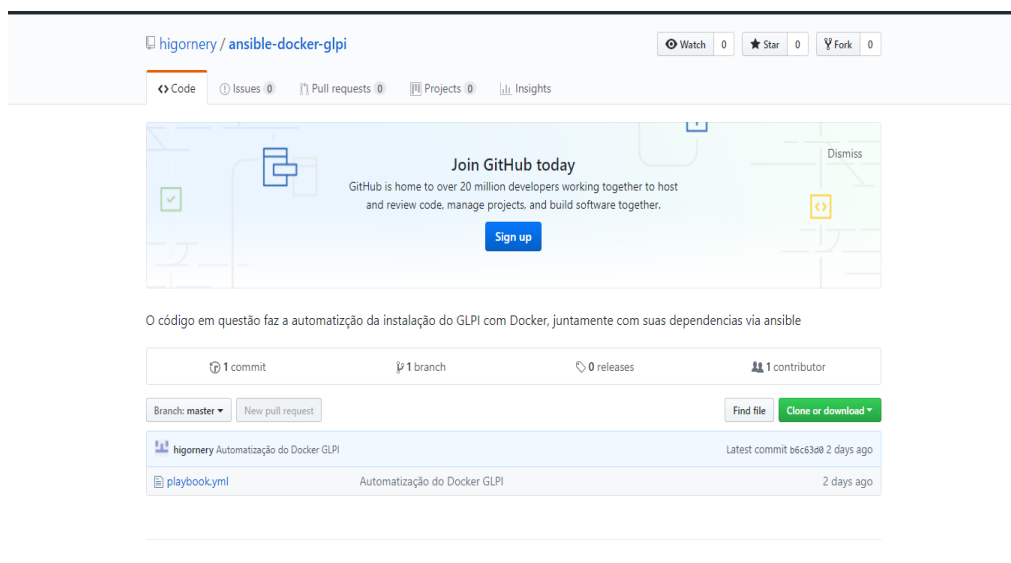 higornery / ansible-docker-glpi
Watch 0 Star 0 Fork 0
Code Issues 0 Pull requests 0 Projects 0 Insights
Dismiss
Join GitHub today
GitHub is home to over 20 million developers working together to host
and review code, manage projects, and build software together.
Sign up
O código em questão faz a automatizção da instalação do GLPI com Docker, juntamente com suas dependencias via ansible
1 commit 1 branch 0 releases 1 contributor
Branch: master New pull request Find file Clone or download
higornery Automatização do Docker GLPI Latest commit b6c63d0 2 days ago
playbook.yml Automatização do Docker GLPI 2 days ago